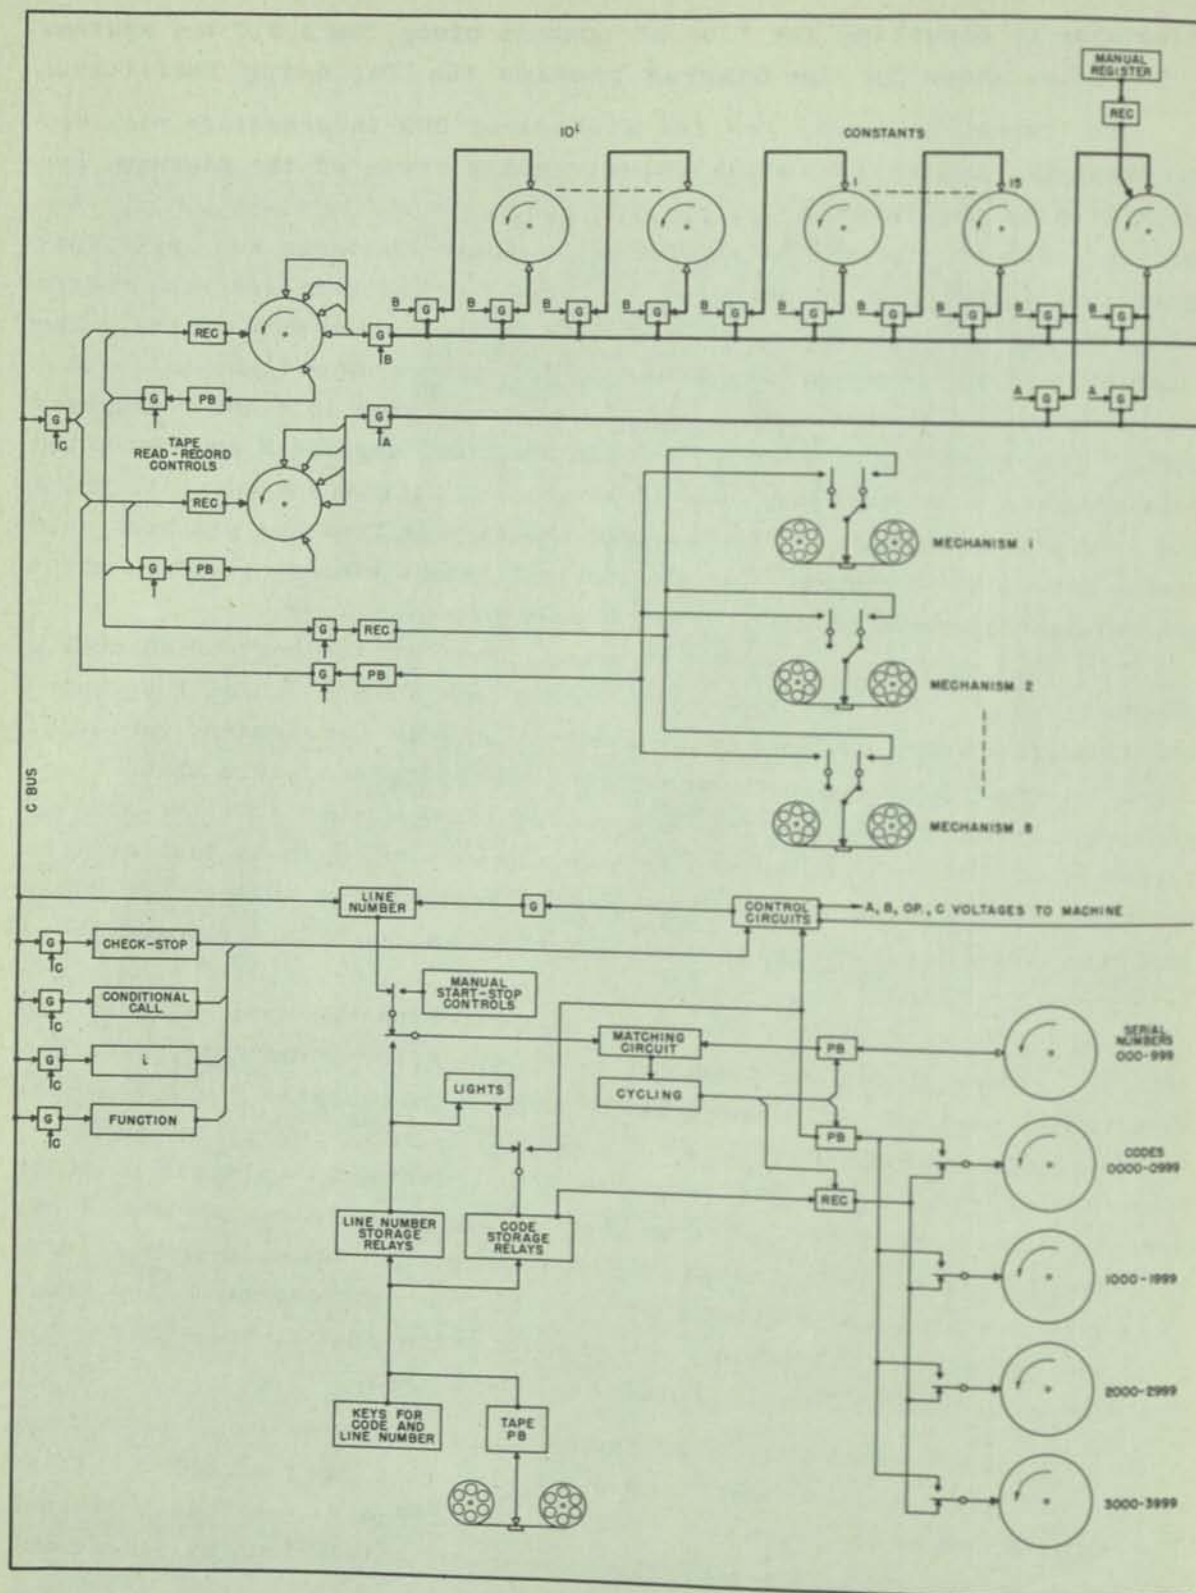 MANUAL
REGISTER
REC
10^i
CONSTANTS
1
15
B
G
B
G
B
G
B
G
B
G
B
G
B
G
B
G
B
G
B
G
REC
G
B
G
PB
G
C
G
A
A
G
A
G
TAPE
READ-RECORD
CONTROLS
REC
G
PB
MECHANISM 1
G
REC
G
PB
MECHANISM 2
C BUS
MECHANISM 8
LINE
NUMBER
G
CONTROL
CIRCUITS
A, B, OP., C VOLTAGES TO MACHINE
G
C
CHECK-STOP
MANUAL
START-STOP
CONTROLS
G
C
CONDITIONAL
CALL
MATCHING
CIRCUIT
PB
SERIAL
NUMBERS
000-999
G
C
i
LIGHTS
CYCLING
G
C
FUNCTION
PB
CODES
0000-0999
REC
LINE NUMBER
STORAGE
RELAYS
CODE
STORAGE
RELAYS
1000-1999
2000-2999
KEYS FOR
CODE AND
LINE NUMBER
TAPE
PB
3000-3999